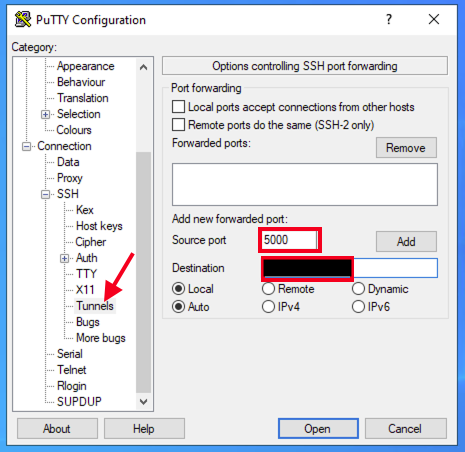 PuTTY Configuration
?
Category:
Appearance
Behaviour
Translation
Selection
Colours
Connection
Data
Proxy
SSH
Kex
Host keys
Cipher
Auth
TTY
X11
Tunnels
Bugs
More bugs
Serial
Telnet
Rlogin
SUPDUP
Options controlling SSH port forwarding
Port forwarding
Local ports accept connections from other hosts
Remote ports do the same (SSH-2 only)
Forwarded ports:
Remove
Add new forwarded port:
Source port 5000 Add
Destination
Local Remote Dynamic
Auto IPv4 IPv6
About Help Open Cancel